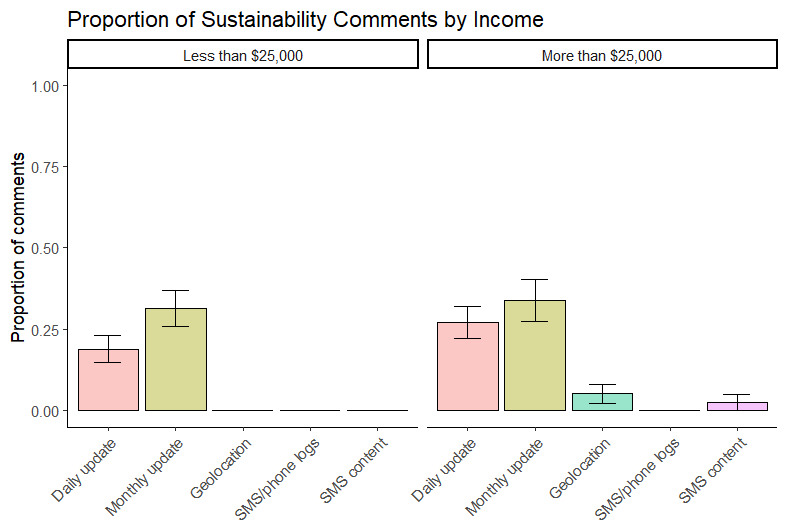 Proportion of Sustainability Comments by Income
Less than $25,000
More than $25,000
Proportion of comments
1.00
0.75
0.50
0.25
0.00
Daily update
Monthly update
Geolocation
SMS/phone logs
SMS content
Daily update
Monthly update
Geolocation
SMS/phone logs
SMS content